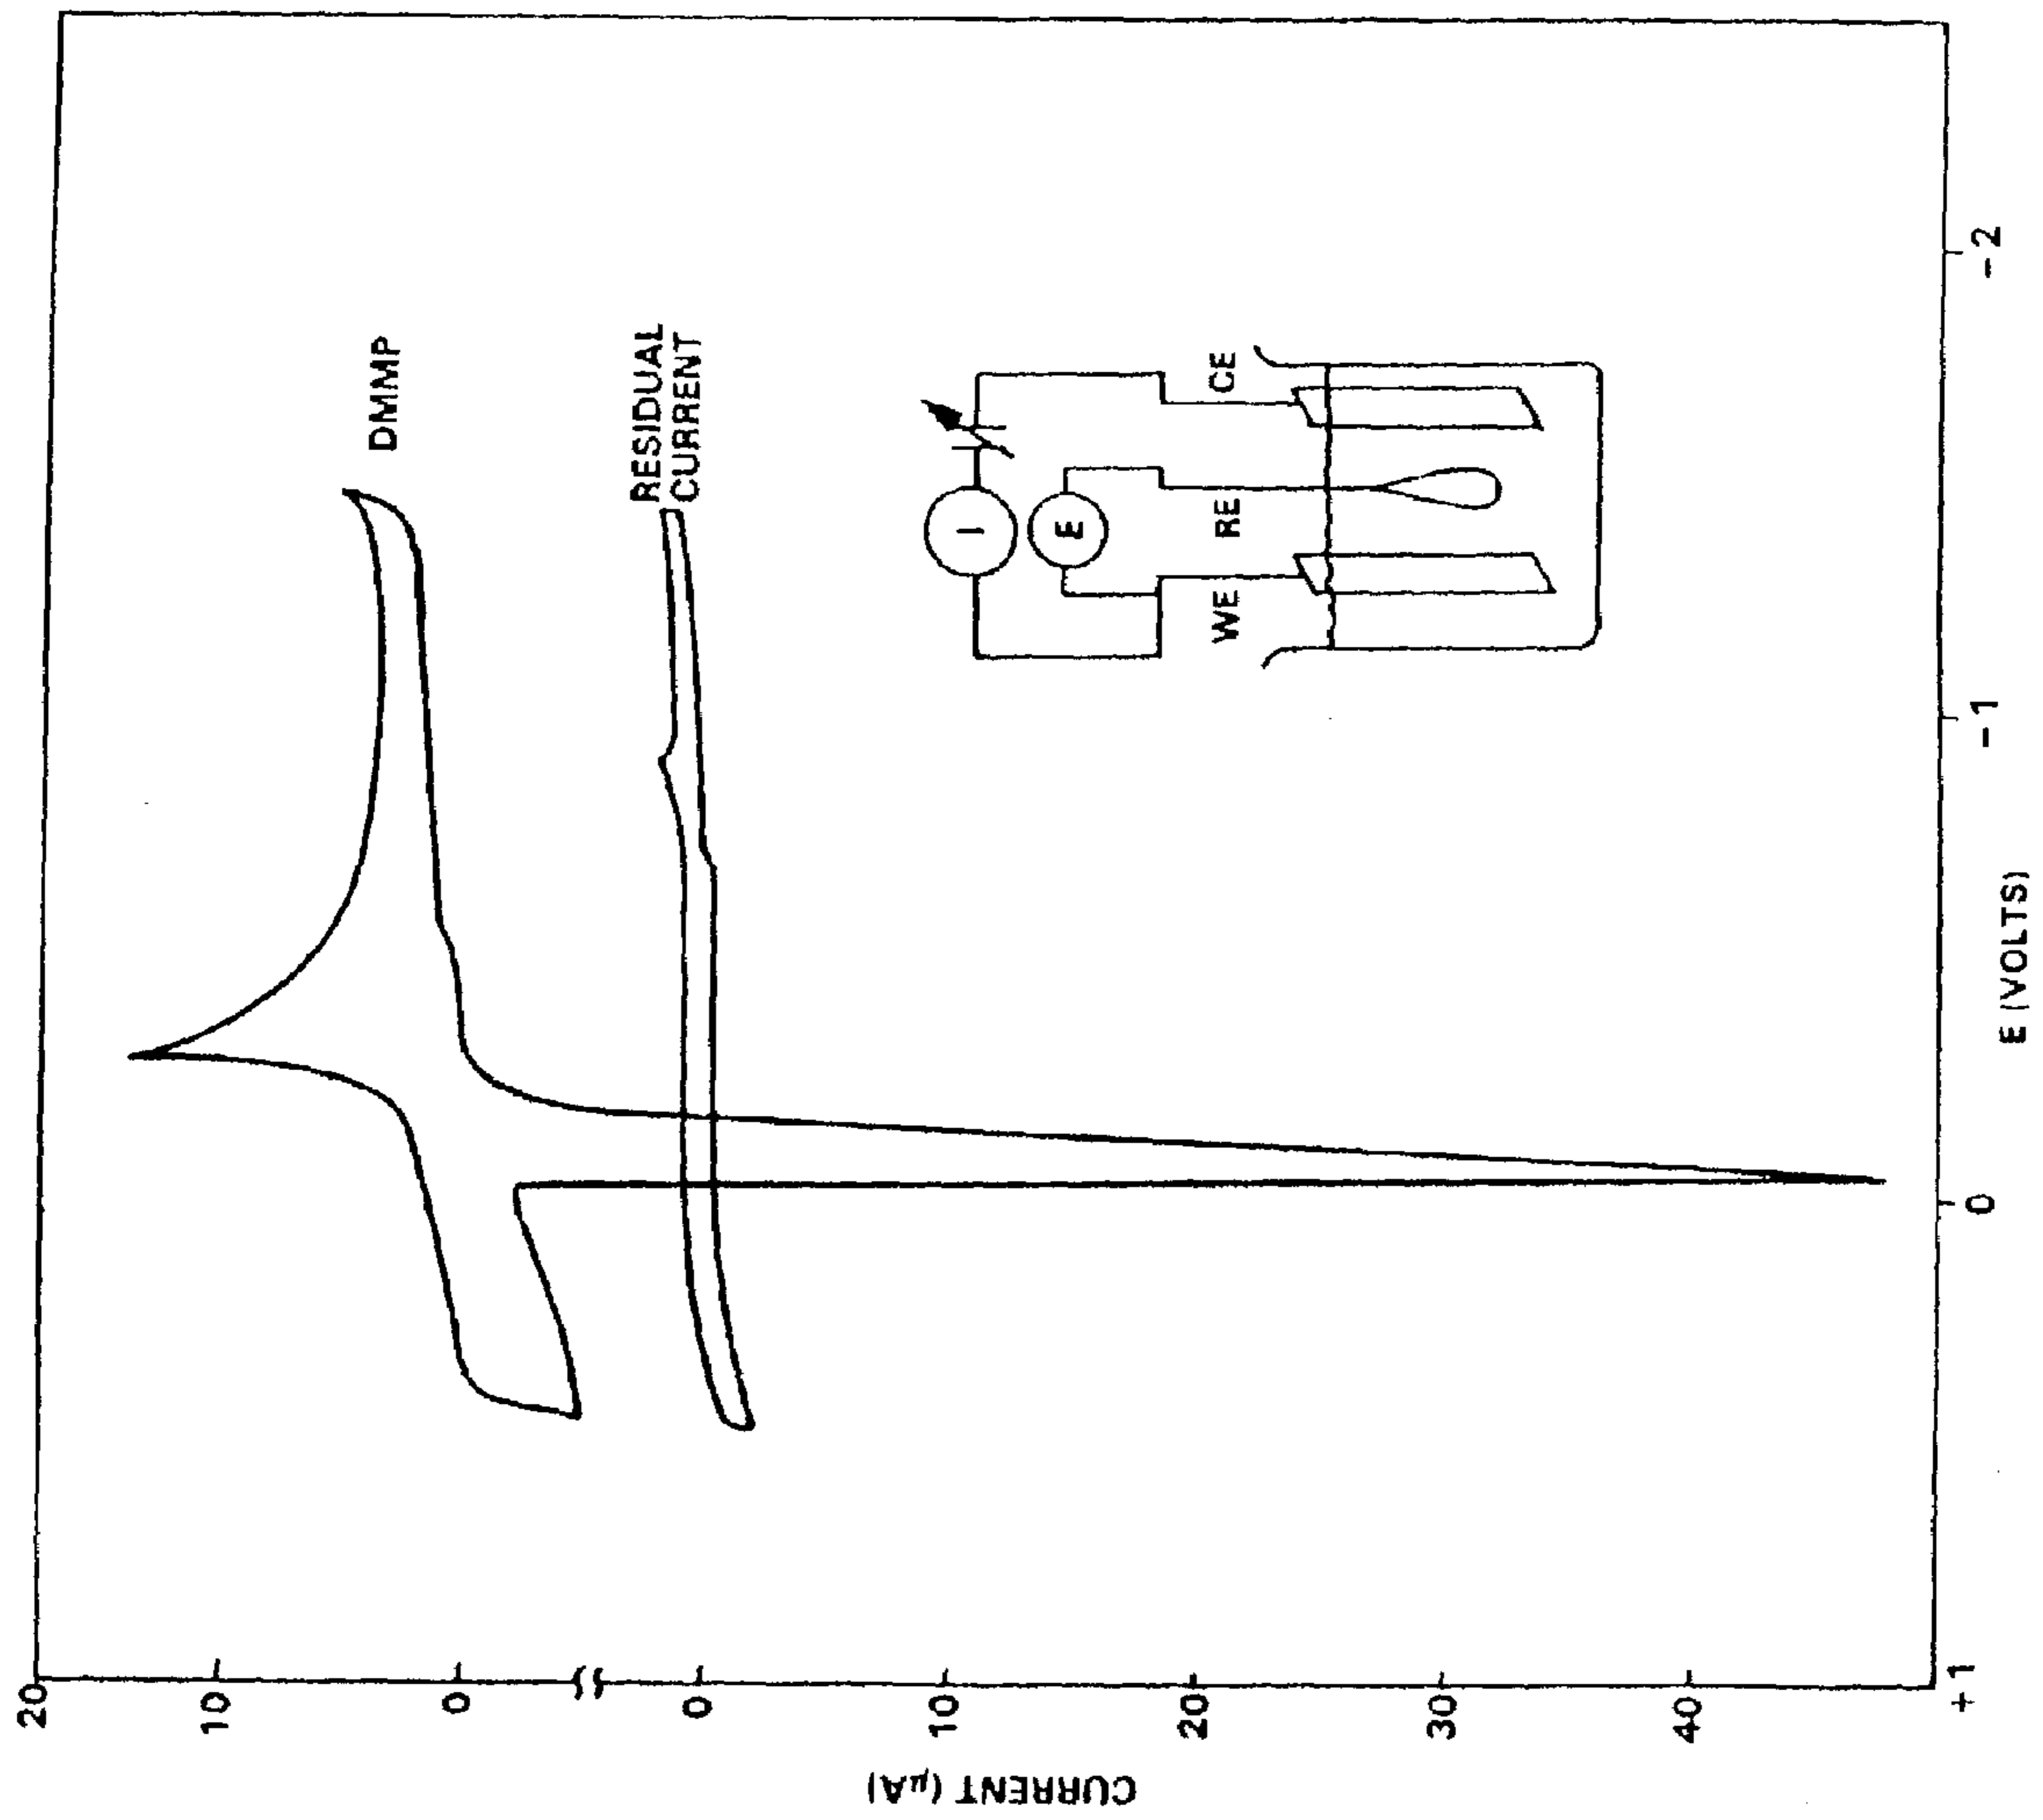 20
10
0
0
10
20
30
40
CURRENT (μA)
DMMP
RESIDUAL
CURRENT
I
E
WE
RE
CE
+1
0
-1
-2
E (VOLTS)